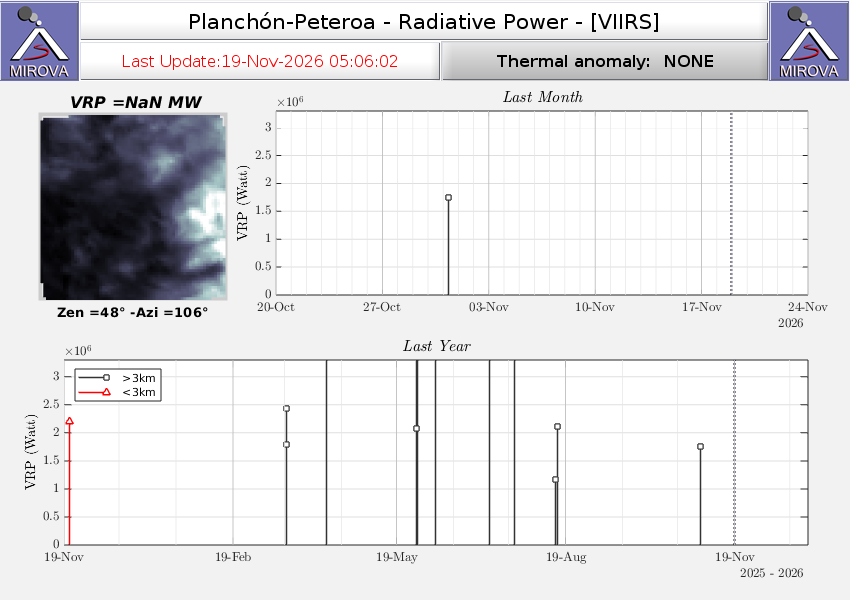 Planchón-Peteroa - Radiative Power - [VIIRS]
MIROVA
MIROVA
Last Update:19-Nov-2026 05:06:02
Thermal anomaly: NONE
VRP =NaN MW
Zen =48° -Azi =106°
Last Month
×10⁶
VRP (Watt)
3
2.5
2
1.5
1
0.5
0
20-Oct 27-Oct 03-Nov 10-Nov 17-Nov 24-Nov
2026
Last Year
×10⁶
VRP (Watt)
3
2.5
2
1.5
1
0.5
0
>3km
<3km
19-Nov 19-Feb 19-May 19-Aug 19-Nov
2025 - 2026